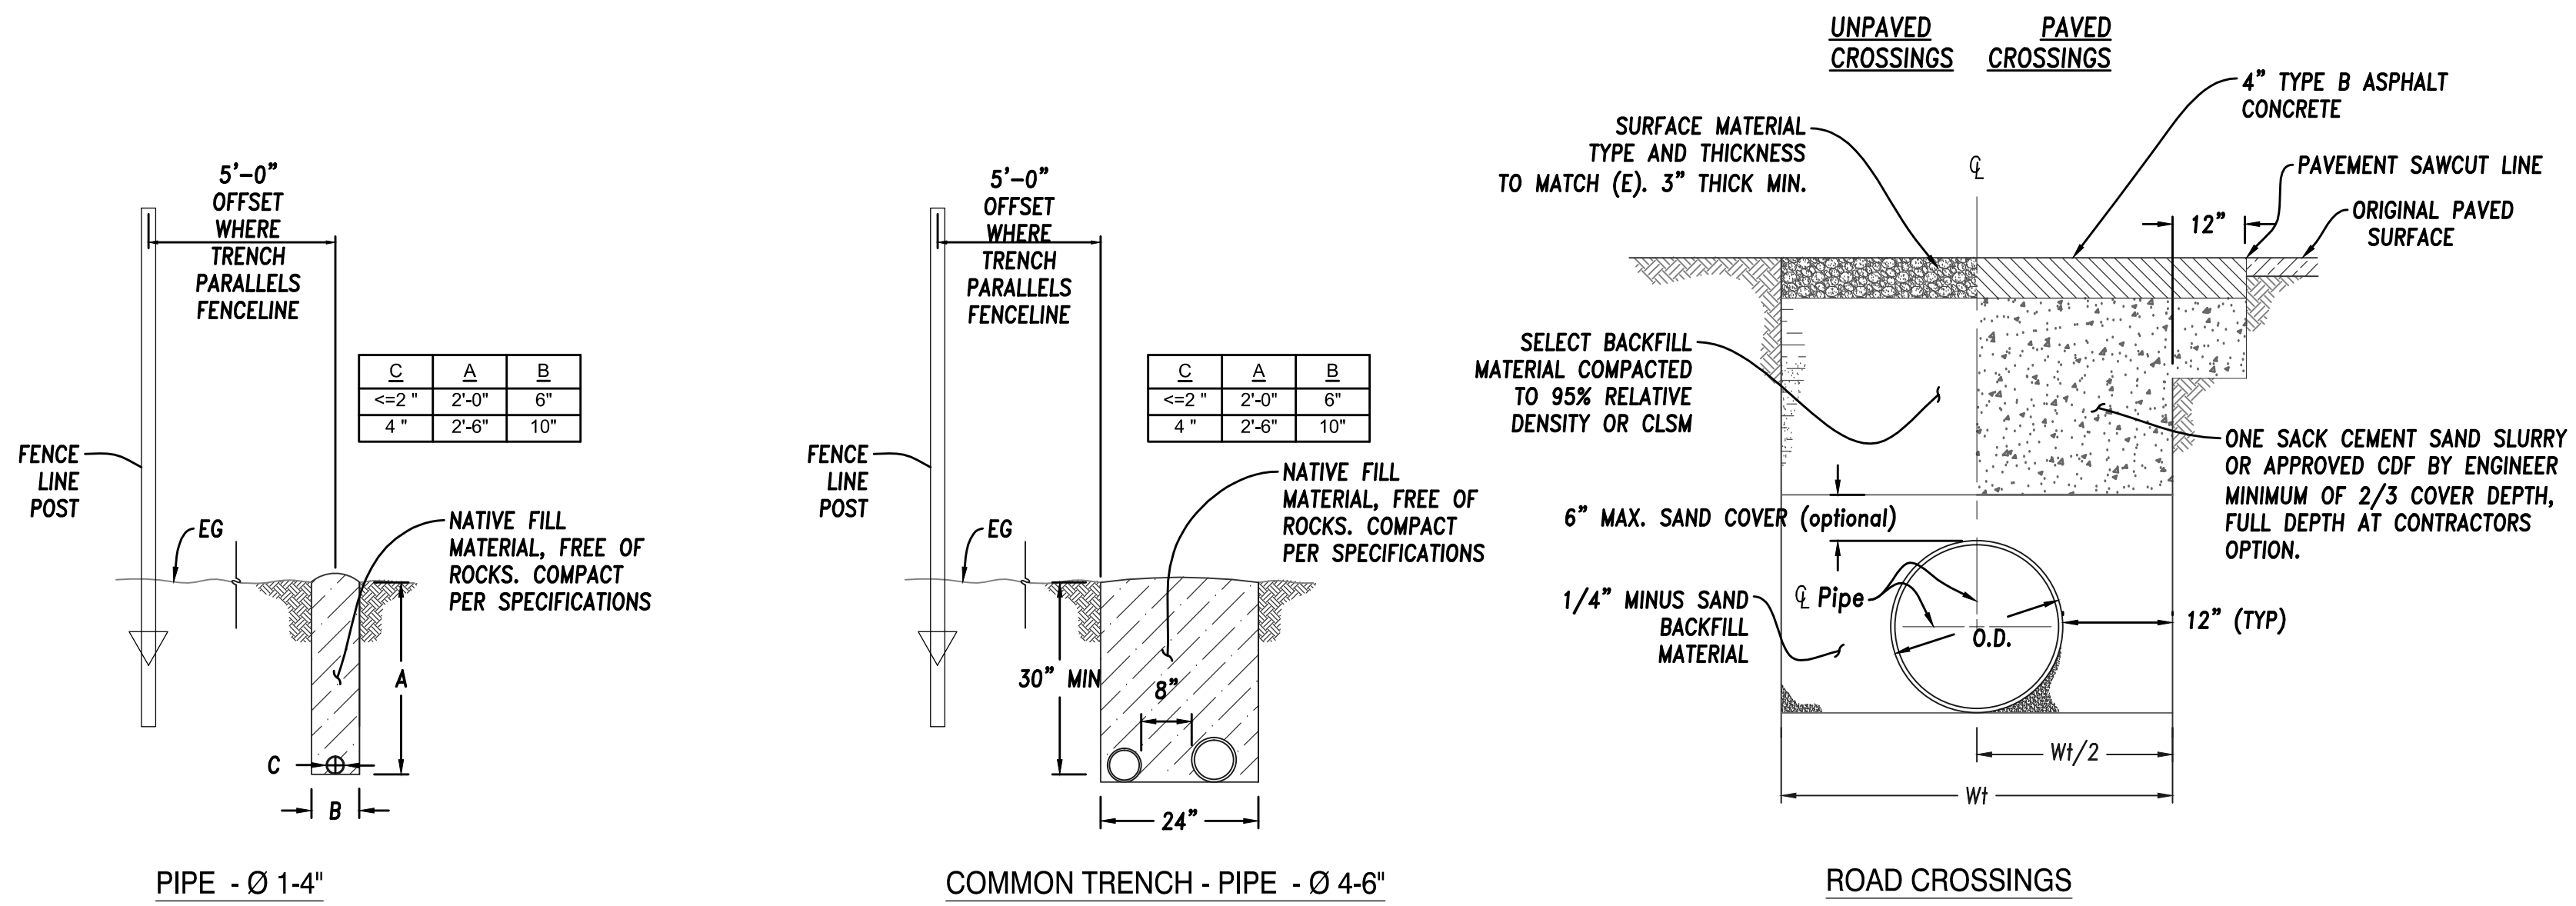 5'-0"
OFFSET
WHERE
TRENCH
PARALLELS
FENCELINE
C A B
<=2 " 2'-0" 6"
4 " 2'-6" 10"
FENCE
LINE
POST
EG
NATIVE FILL
MATERIAL, FREE OF
ROCKS. COMPACT
PER SPECIFICATIONS
A
C
B
PIPE - Ø 1-4"
5'-0"
OFFSET
WHERE
TRENCH
PARALLELS
FENCELINE
C A B
<=2 " 2'-0" 6"
4 " 2'-6" 10"
FENCE
LINE
POST
EG
NATIVE FILL
MATERIAL, FREE OF
ROCKS. COMPACT
PER SPECIFICATIONS
30" MIN
8"
24"
COMMON TRENCH - PIPE - Ø 4-6"
UNPAVED
CROSSINGS
PAVED
CROSSINGS
4" TYPE B ASPHALT
CONCRETE
SURFACE MATERIAL
TYPE AND THICKNESS
TO MATCH (E). 3" THICK MIN.
℄
PAVEMENT SAWCUT LINE
12"
ORIGINAL PAVED
SURFACE
SELECT BACKFILL
MATERIAL COMPACTED
TO 95% RELATIVE
DENSITY OR CLSM
ONE SACK CEMENT SAND SLURRY
OR APPROVED CDF BY ENGINEER
MINIMUM OF 2/3 COVER DEPTH,
FULL DEPTH AT CONTRACTORS
OPTION.
6" MAX. SAND COVER (optional)
℄ Pipe
1/4" MINUS SAND
BACKFILL
MATERIAL
O.D.
12" (TYP)
Wt/2
Wt
ROAD CROSSINGS